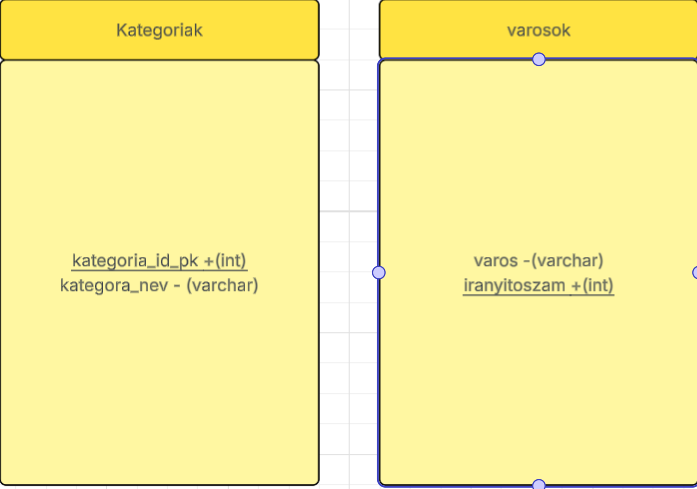 Kategoriak
kategoria_id_pk +(int)
kategora_nev - (varchar)
varosok
varos -(varchar)
iranyitoszam +(int)